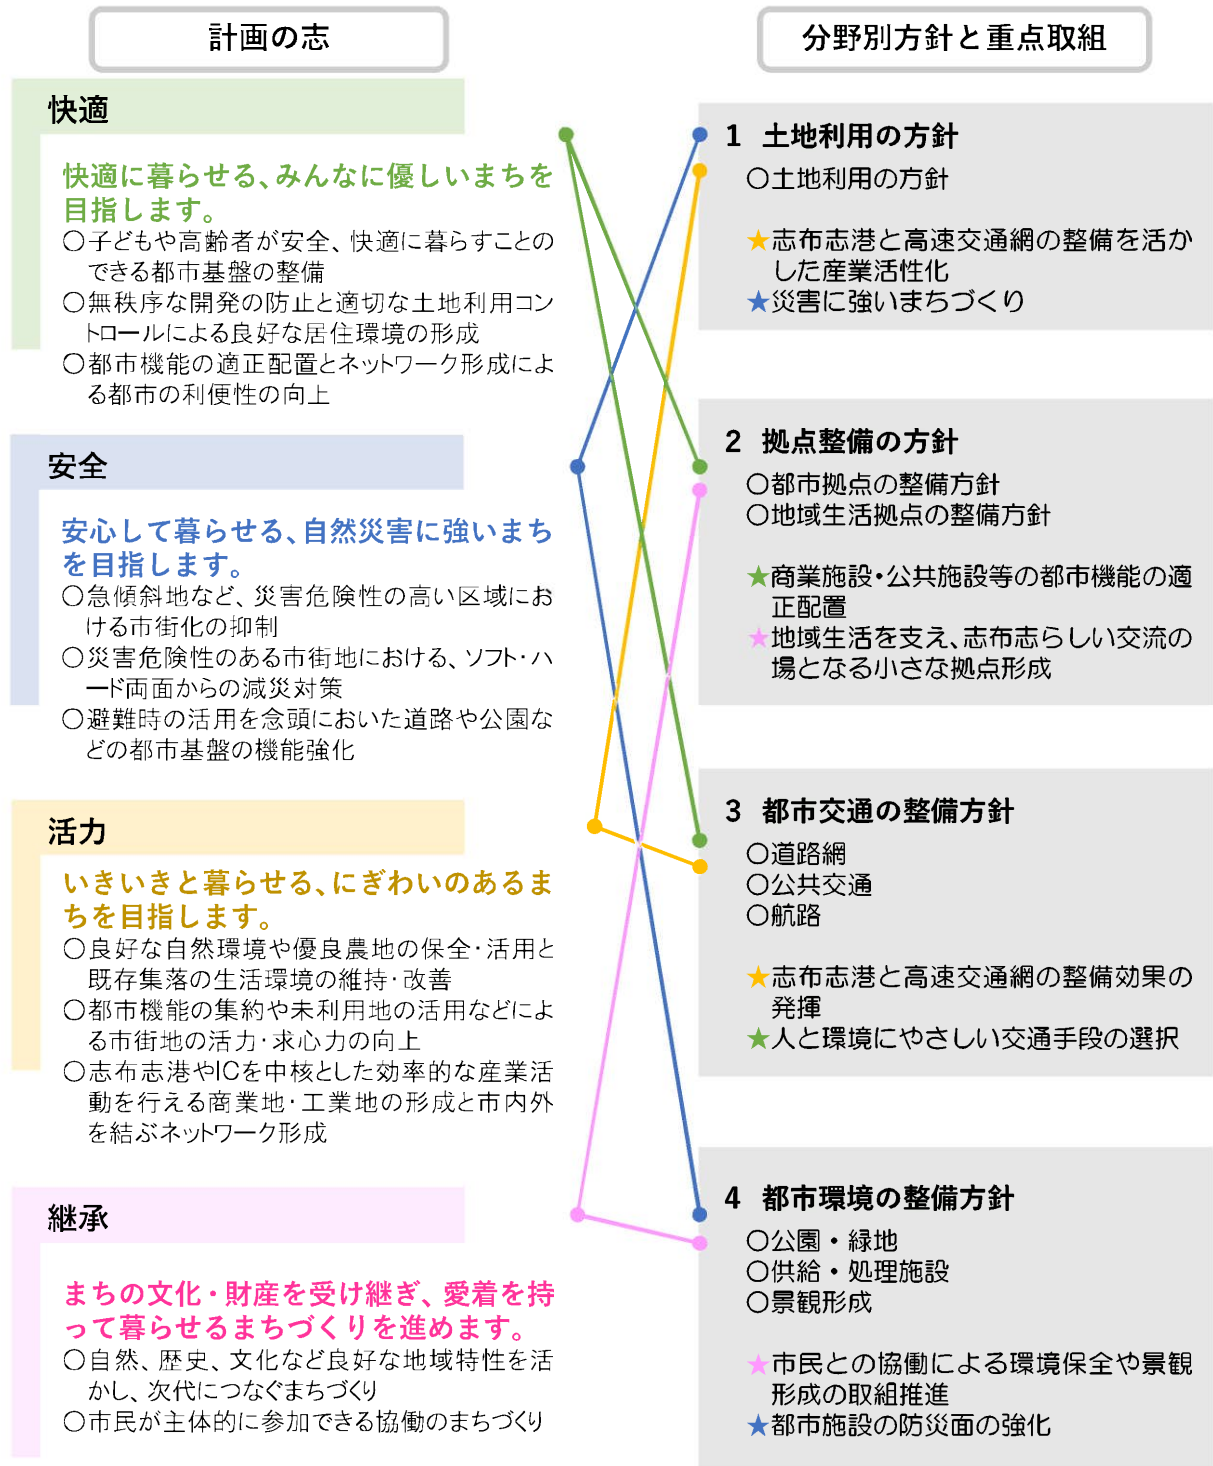 計画の志
快適
快適に暮らせる、みんなに優しいまちを
目指します。
○子どもや高齢者が安全、快適に暮らすことの
できる都市基盤の整備
○無秩序な開発の防止と適切な土地利用コン
トロールによる良好な居住環境の形成
○都市機能の適正配置とネットワーク形成によ
る都市の利便性の向上
安全
安心して暮らせる、自然災害に強いまち
を目指します。
○急傾斜地など、災害危険性の高い区域にお
ける市街化の抑制
○災害危険性のある市街地における、ソフト・ハ
ード両面からの減災対策
○避難時の活用を念頭においた道路や公園な
どの都市基盤の機能強化
活力
いきいきと暮らせる、にぎわいのあるま
ちを目指します。
○良好な自然環境や優良農地の保全・活用と
既存集落の生活環境の維持・改善
○都市機能の集約や未利用地の活用などによ
る市街地の活力・求心力の向上
○志布志港やICを中核とした効率的な産業活
動を行える商業地・工業地の形成と市内外
を結ぶネットワーク形成
継承
まちの文化・財産を受け継ぎ、愛着を持
って暮らせるまちづくりを進めます。
○自然、歴史、文化など良好な地域特性を活
かし、次代につなぐまちづくり
○市民が主体的に参加できる協働のまちづくり
分野別方針と重点取組
1 土地利用の方針
○土地利用の方針
★志布志港と高速交通網の整備を活か
した産業活性化
★災害に強いまちづくり
2 拠点整備の方針
○都市拠点の整備方針
○地域生活拠点の整備方針
★商業施設・公共施設等の都市機能の適
正配置
★地域生活を支え、志布志らしい交流の
場となる小さな拠点形成
3 都市交通の整備方針
○道路網
○公共交通
○航路
★志布志港と高速交通網の整備効果の
発揮
★人と環境にやさしい交通手段の選択
4 都市環境の整備方針
○公園・緑地
○供給・処理施設
○景観形成
★市民との協働による環境保全や景観
形成の取組推進
★都市施設の防災面の強化